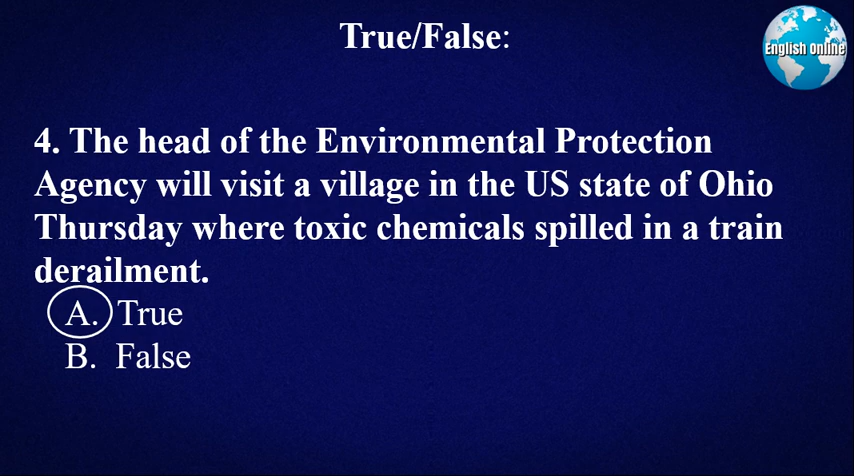 True/False:
English Online
4. The head of the Environmental Protection
Agency will visit a village in the US state of Ohio
Thursday where toxic chemicals spilled in a train
derailment.
A. True
B. False